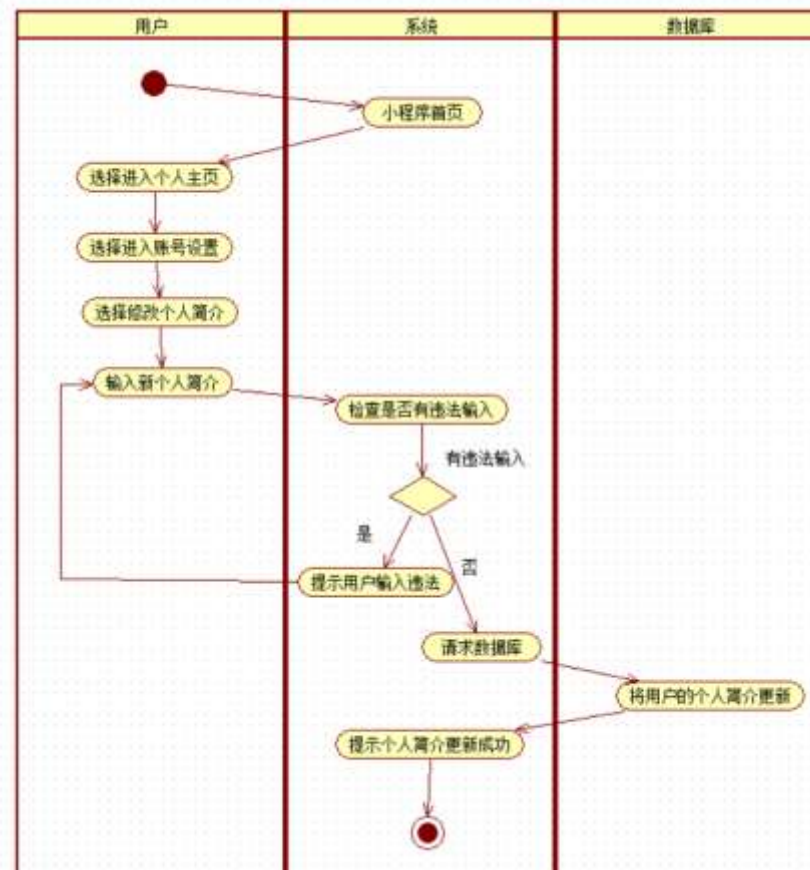 用户
系统
数据库
小程序首页
选择进入个人主页
选择进入账号设置
选择修改个人简介
输入新个人简介
检查是否有违法输入
有违法输入
是
否
提示用户输入违法
请求数据库
将用户的个人简介更新
提示个人简介更新成功